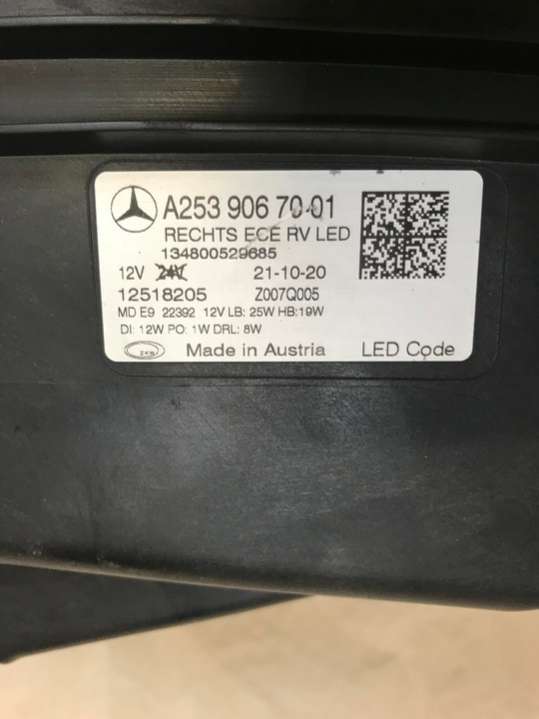 A253 906 70 01
RECHTS ECE RV LED
134800529685
12V 24V 21-10-20
12518205 Z007Q005
MD E9 22392 12V LB: 25W HB:19W
DI: 12W PO: 1W DRL: 8W
ZKW Made in Austria LED Code